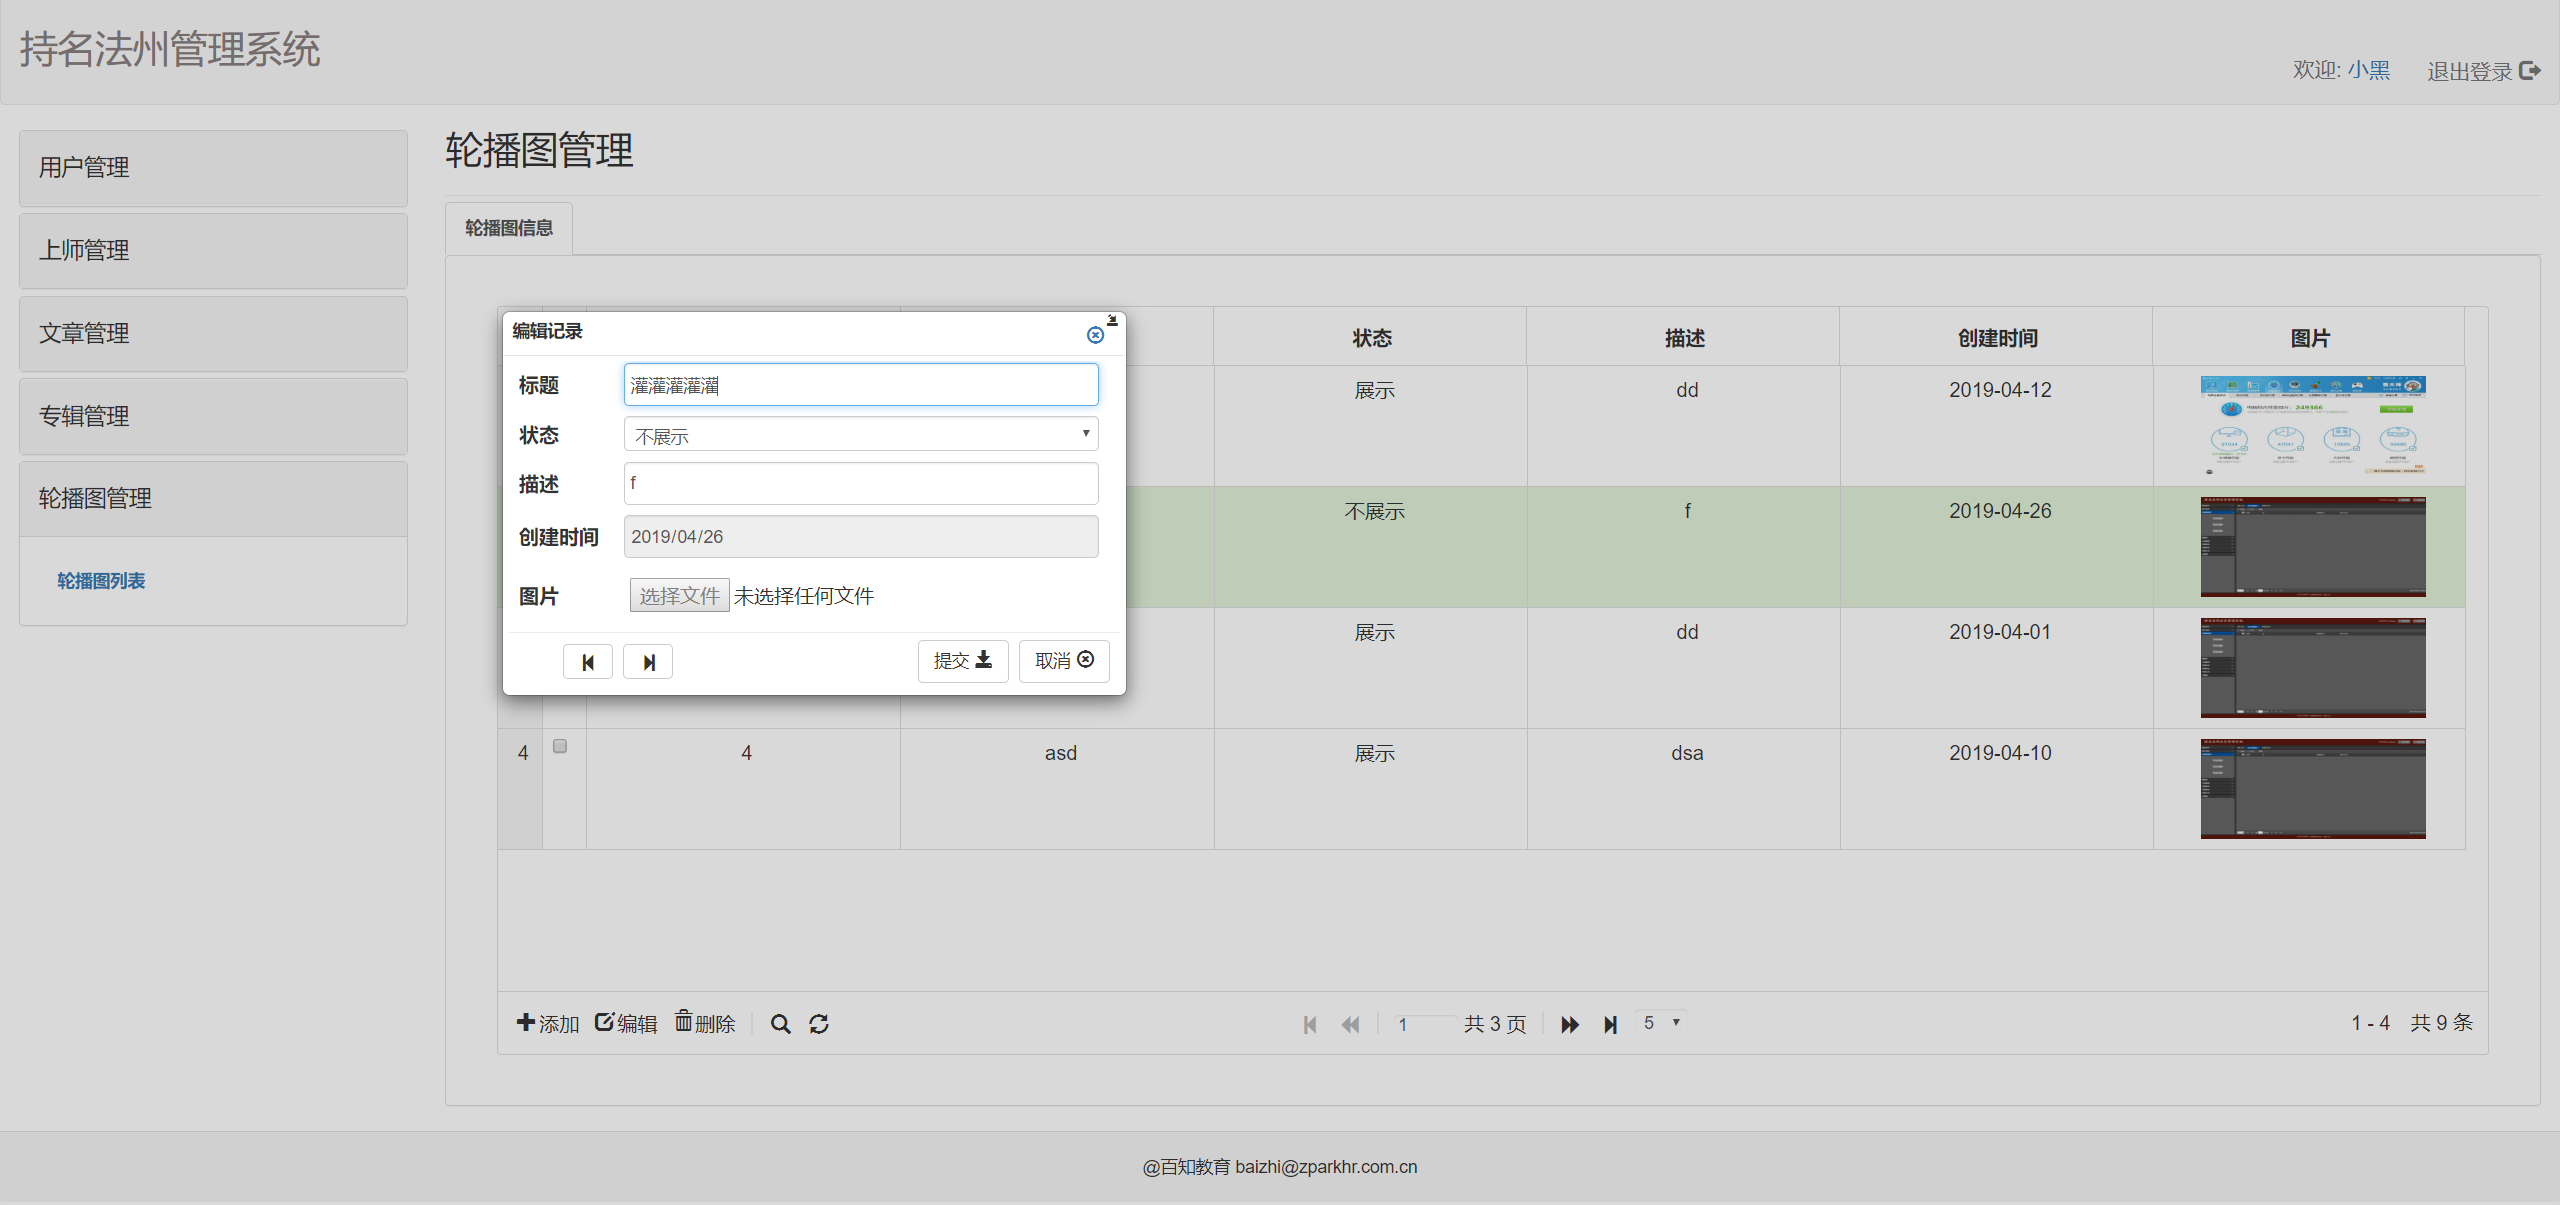 持名法州管理系统
欢迎: 小黑 退出登录
用户管理
上师管理
文章管理
专辑管理
轮播图管理
轮播图列表
轮播图管理
轮播图信息
状态 描述 创建时间 图片
展示 dd 2019-04-12
不展示 f 2019-04-26
展示 dd 2019-04-01
4 4 asd 展示 dsa 2019-04-10
编辑记录
标题 灌灌灌灌灌
状态 不展示
描述 f
创建时间 2019/04/26
图片 选择文件 未选择任何文件
提交 取消
添加 编辑 删除 1 共 3 页 5 1 - 4 共 9 条
@百知教育 baizhi@zparkhr.com.cn